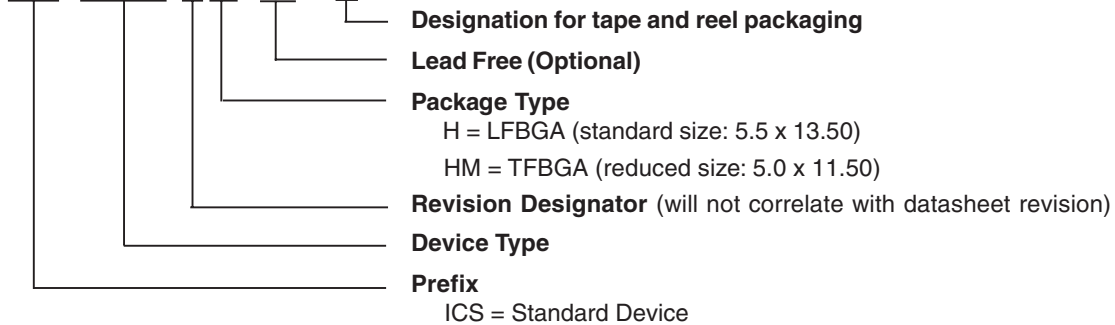 Designation for tape and reel packaging
Lead Free (Optional)
Package Type
H = LFBGA (standard size: 5.5 x 13.50)
HM = TFBGA (reduced size: 5.0 x 11.50)
Revision Designator (will not correlate with datasheet revision)
Device Type
Prefix
ICS = Standard Device